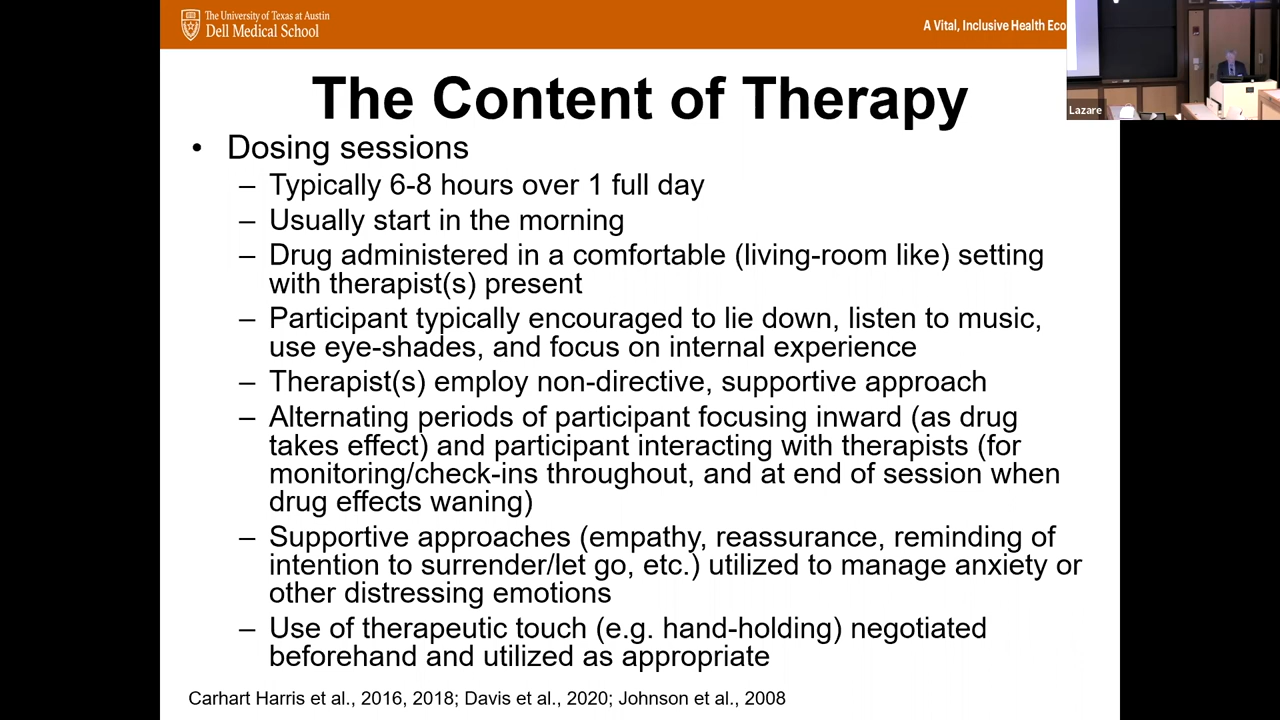 The University of Texas at Austin
Dell Medical School
A Vital, Inclusive Health Eco
Lazare
The Content of Therapy
• Dosing sessions
– Typically 6-8 hours over 1 full day
– Usually start in the morning
– Drug administered in a comfortable (living-room like) setting
with therapist(s) present
– Participant typically encouraged to lie down, listen to music,
use eye-shades, and focus on internal experience
– Therapist(s) employ non-directive, supportive approach
– Alternating periods of participant focusing inward (as drug
takes effect) and participant interacting with therapists (for
monitoring/check-ins throughout, and at end of session when
drug effects waning)
– Supportive approaches (empathy, reassurance, reminding of
intention to surrender/let go, etc.) utilized to manage anxiety or
other distressing emotions
– Use of therapeutic touch (e.g. hand-holding) negotiated
beforehand and utilized as appropriate
Carhart Harris et al., 2016, 2018; Davis et al., 2020; Johnson et al., 2008